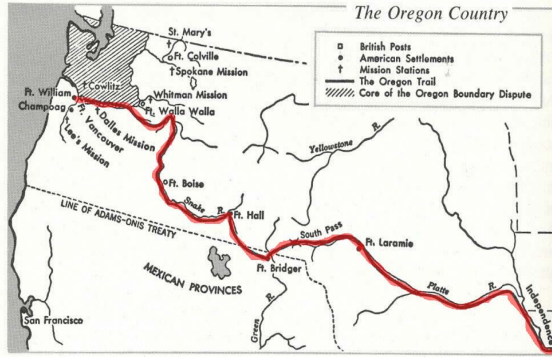 The Oregon Country
British Posts
American Settlements
Mission Stations
The Oregon Trail
Core of the Oregon Boundary Dispute
St. Mary's
Ft. Colville
Spokane Mission
Cowlitz
Whitman Mission
Ft. William
Ft. Walla Walla
Champoag
Ft. Vancouver
Dalles Mission
Lee's Mission
Yellowstone R.
Ft. Boise
Snake R.
Ft. Hall
LINE OF ADAMS-ONIS TREATY
South Pass
Ft. Laramie
Ft. Bridger
MEXICAN PROVINCES
Platte R.
Independence
Green R.
San Francisco